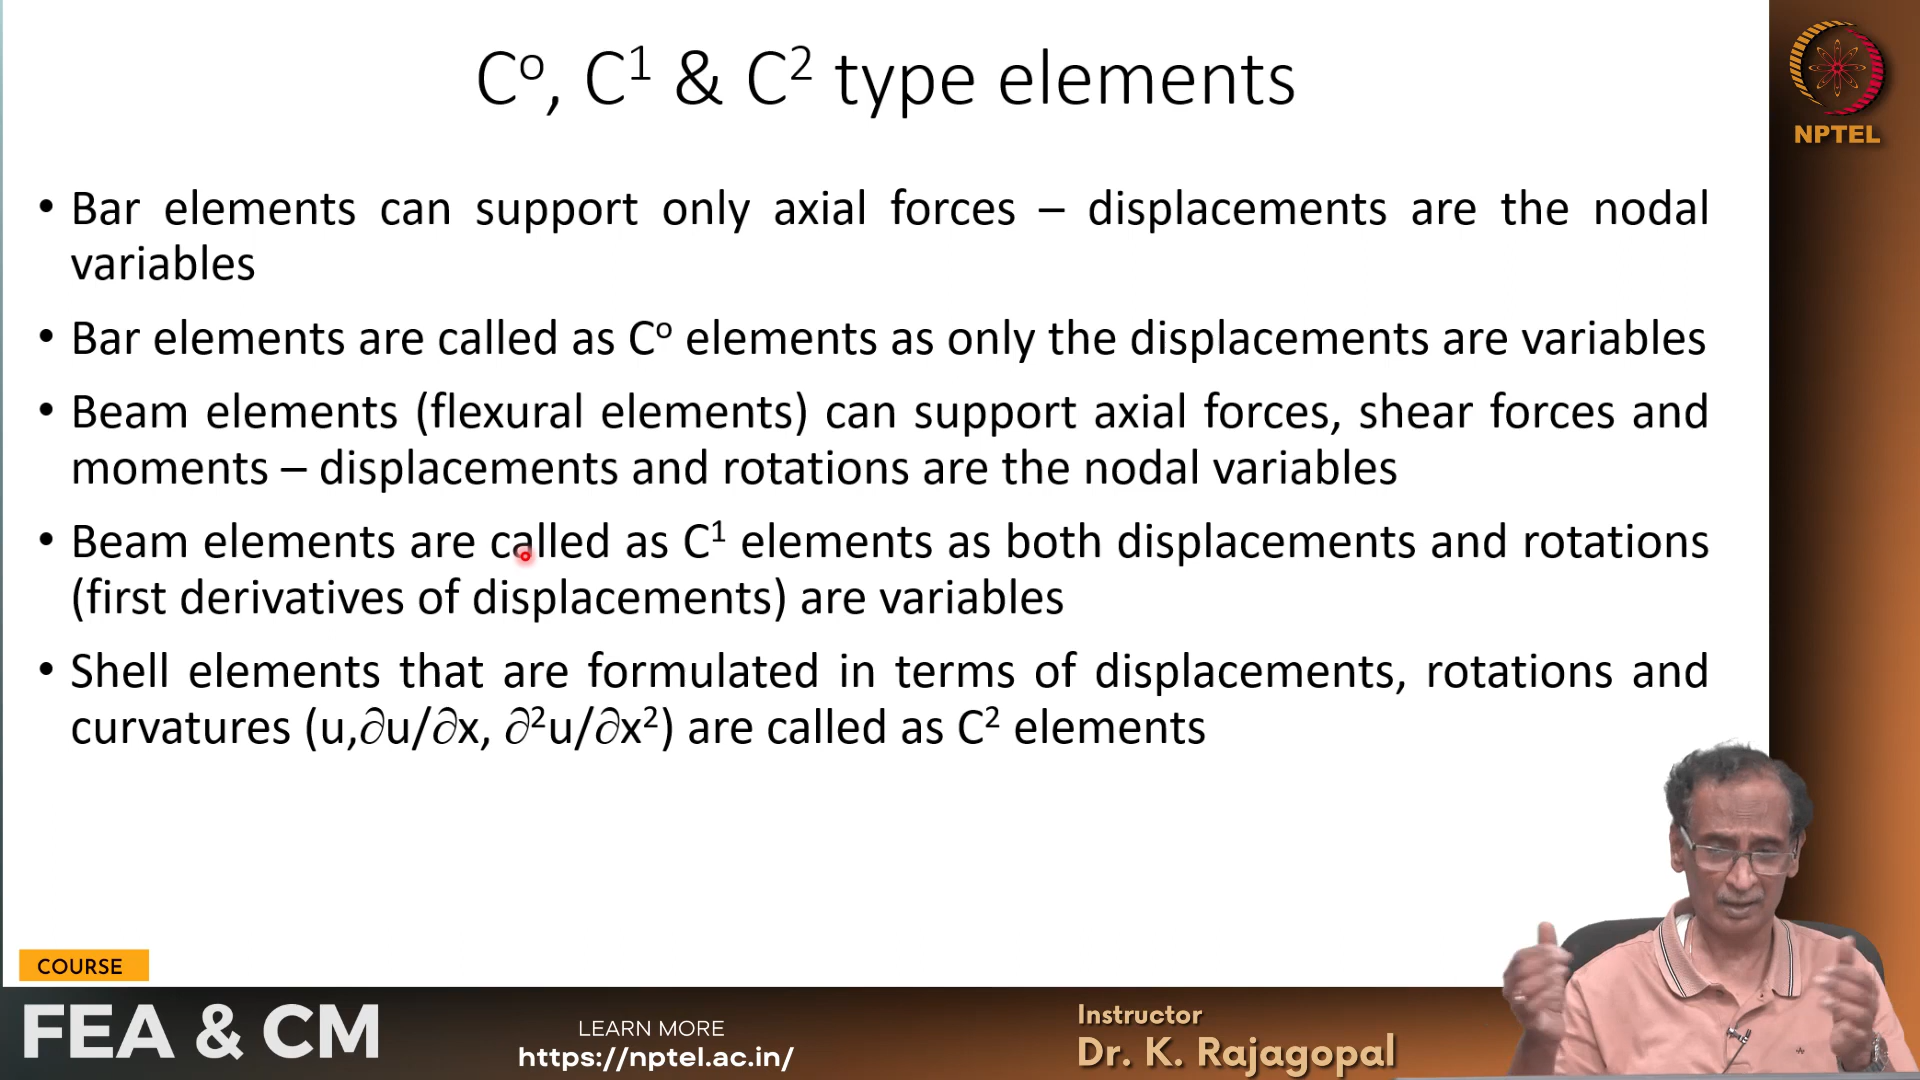 Cᵒ, C¹ & C² type elements
NPTEL
• Bar elements can support only axial forces – displacements are the nodal
variables
• Bar elements are called as Cᵒ elements as only the displacements are variables
• Beam elements (flexural elements) can support axial forces, shear forces and
moments – displacements and rotations are the nodal variables
• Beam elements are called as C¹ elements as both displacements and rotations
(first derivatives of displacements) are variables
• Shell elements that are formulated in terms of displacements, rotations and
curvatures (u,∂u/∂x, ∂²u/∂x²) are called as C² elements
COURSE
FEA & CM
LEARN MORE
https://nptel.ac.in/
Instructor
Dr. K. Rajagopal